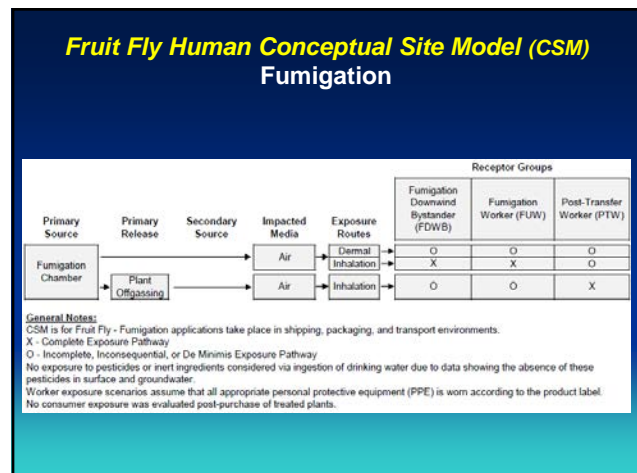 Fruit Fly Human Conceptual Site Model (CSM)
Fumigation
Receptor Groups
Primary Source
Primary Release
Secondary Source
Impacted Media
Exposure Routes
Fumigation Downwind Bystander (FDWB)
Fumigation Worker (FUW)
Post-Transfer Worker (PTW)
Fumigation Chamber
Air
Dermal O O O
Inhalation X X O
Plant Offgassing
Air
Inhalation O O X
General Notes:
CSM is for Fruit Fly - Fumigation applications take place in shipping, packaging, and transport environments.
X - Complete Exposure Pathway
O - Incomplete, Inconsequential, or De Minimis Exposure Pathway
No exposure to pesticides or inert ingredients considered via ingestion of drinking water due to data showing the absence of these
pesticides in surface and groundwater.
Worker exposure scenarios assume that all appropriate personal protective equipment (PPE) is worn according to the product label.
No consumer exposure was evaluated post-purchase of treated plants.